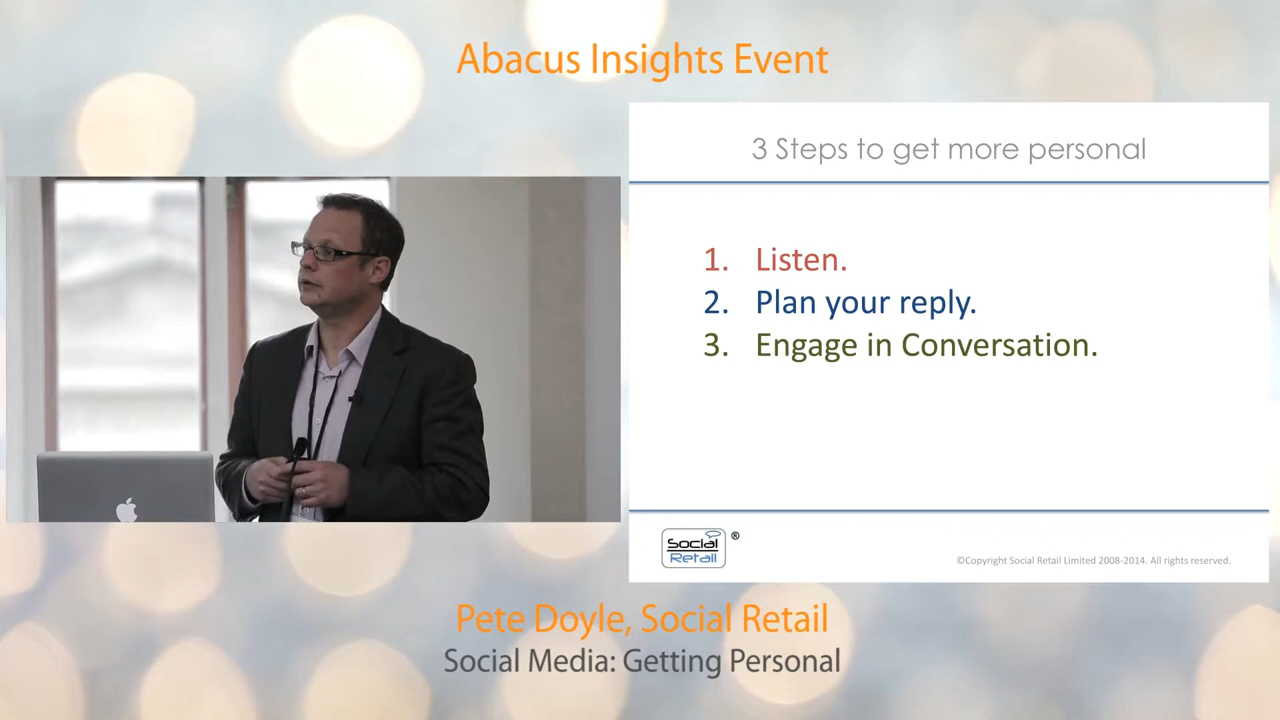 Abacus Insights Event
3 Steps to get more personal
1. Listen.
2. Plan your reply.
3. Engage in Conversation.
Social
Retail
®
©Copyright Social Retail Limited 2008-2014. All rights reserved.
Pete Doyle, Social Retail
Social Media: Getting Personal